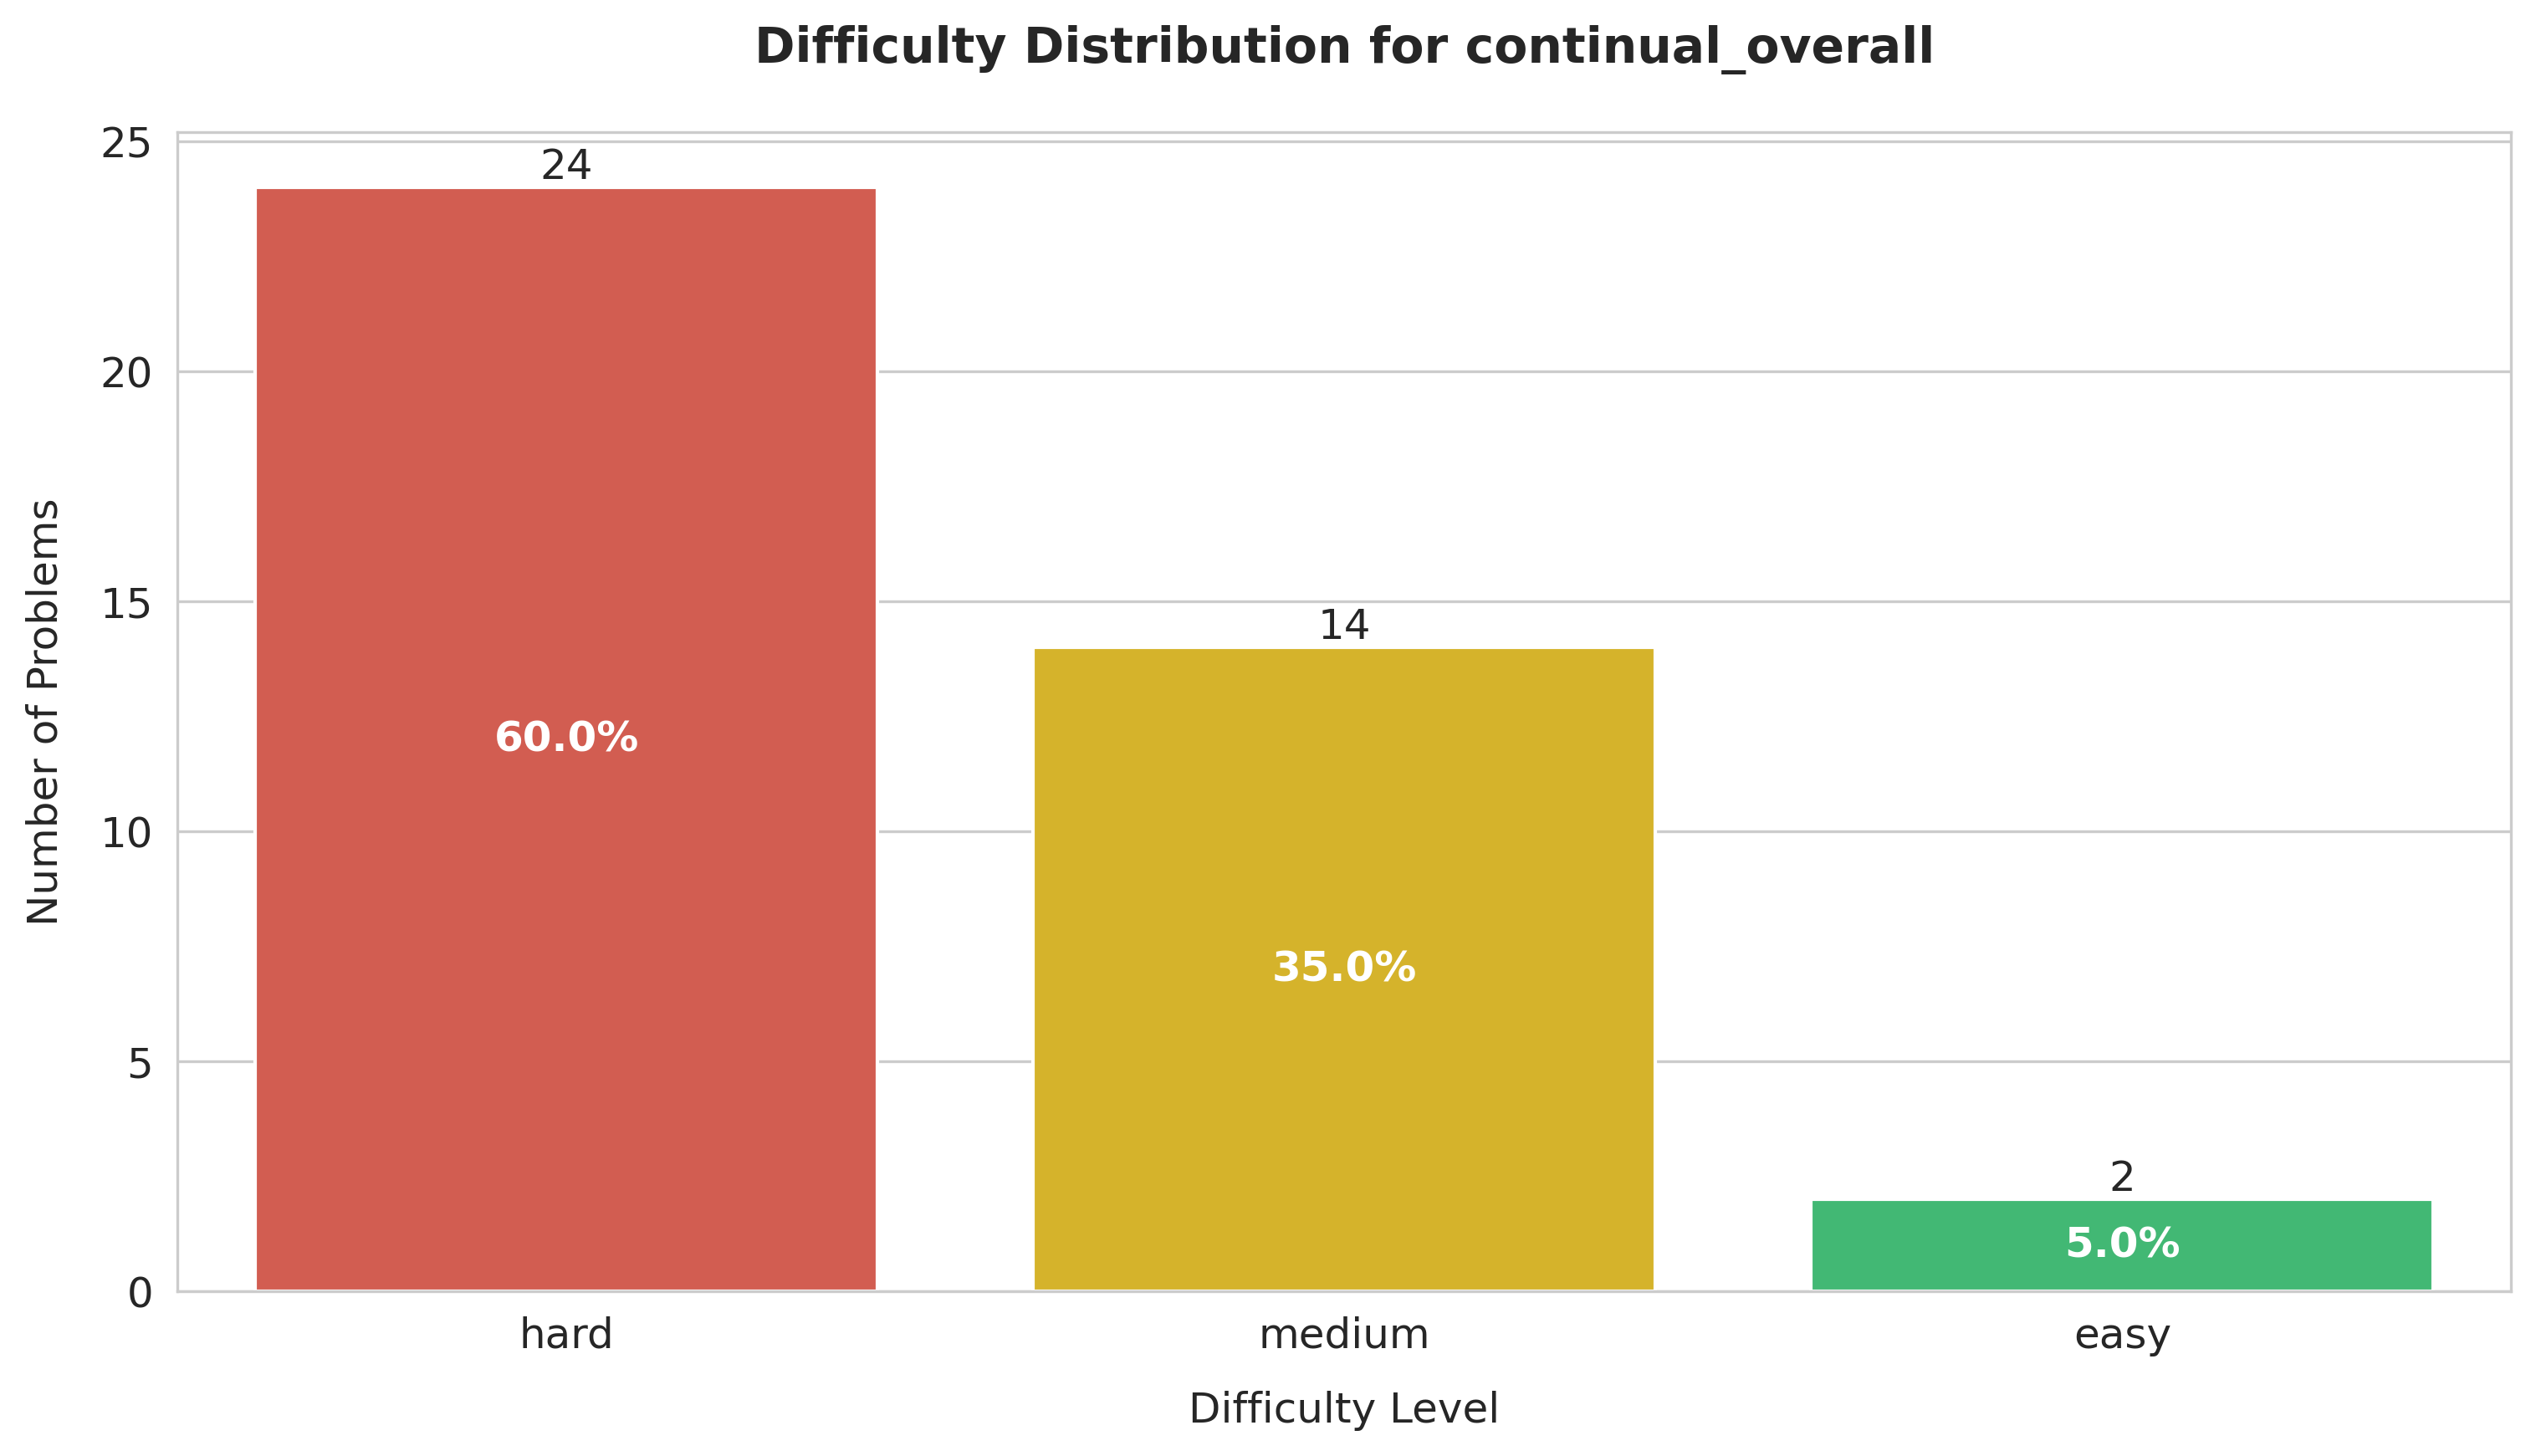 Difficulty Distribution for continual_overall
Number of Problems
25
20
15
10
5
0
24
60.0%
14
35.0%
2
5.0%
hard
medium
easy
Difficulty Level